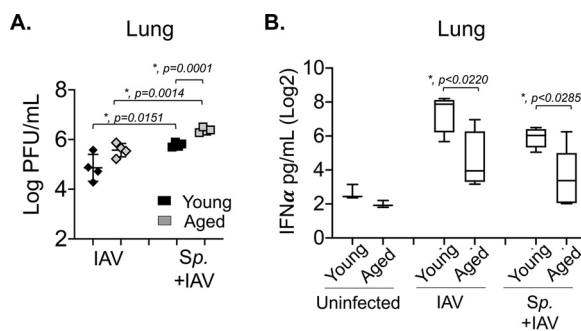 A.
Lung
*, p=0.0001
*, p=0.0014
*, p=0.0151
Log PFU/mL
8
6
4
2
Young
Aged
IAV
Sp.
+IAV
B.
Lung
IFNα pg/mL (Log2)
10
8
6
4
2
0
*, p<0.0220
*, p<0.0285
Young
Aged
Young
Aged
Young
Aged
Uninfected
IAV
Sp.
+IAV